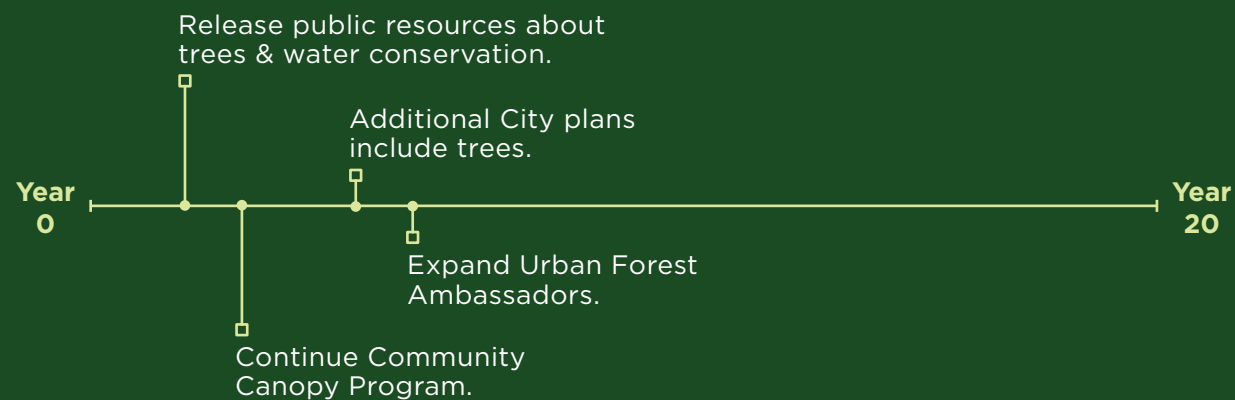 Release public resources about
trees & water conservation.
Additional City plans
include trees.
Year
0
Year
20
Expand Urban Forest
Ambassadors.
Continue Community
Canopy Program.